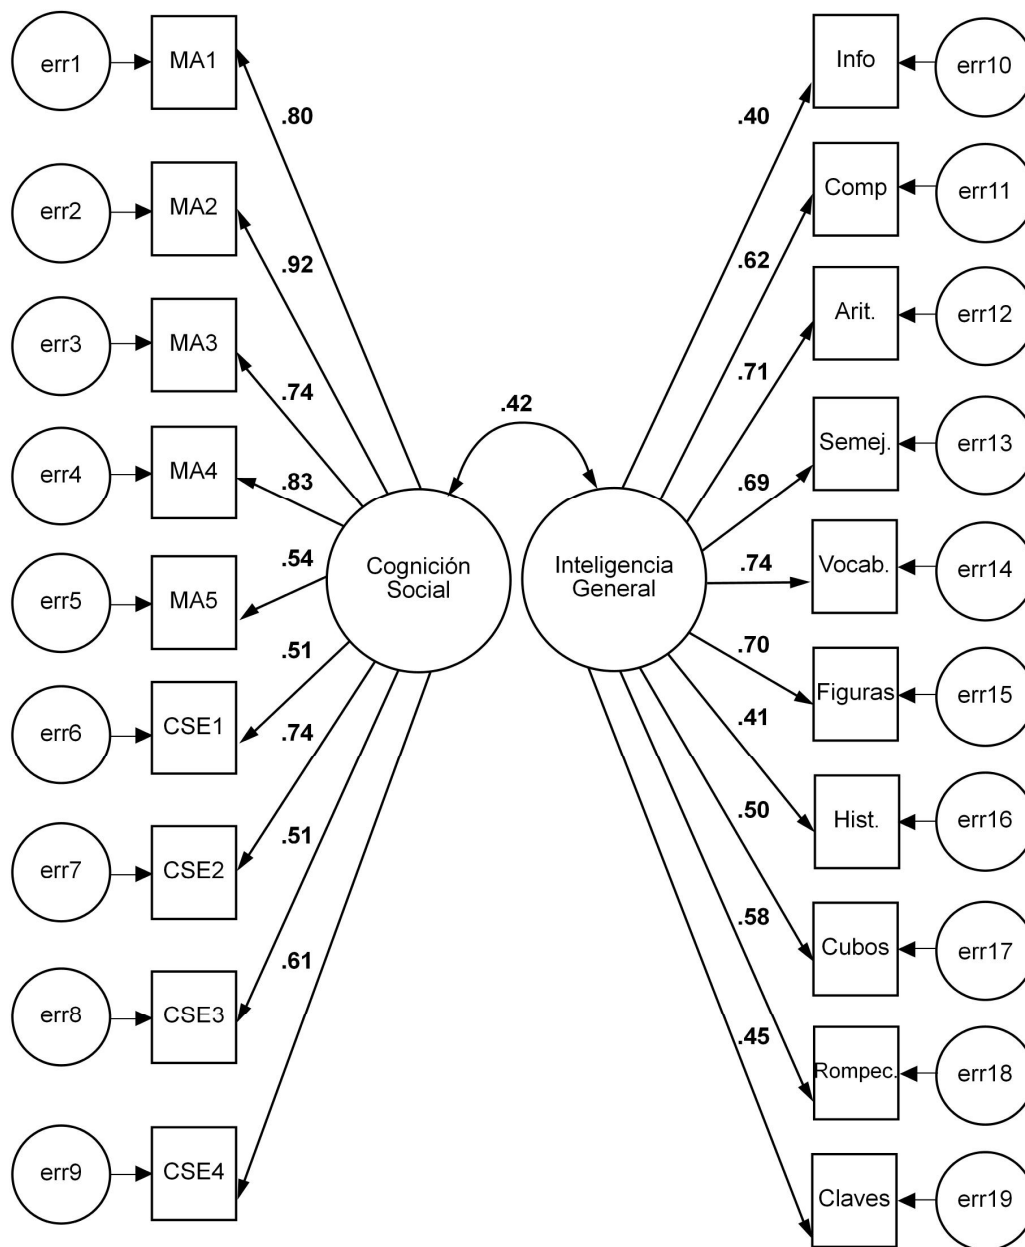 err1
MA1
.80
err2
MA2
.92
err3
MA3
.74
err4
MA4
.83
err5
MA5
.54
err6
CSE1
.51
err7
CSE2
.74
err8
CSE3
.51
err9
CSE4
.61
Cognición
Social
.42
Inteligencia
General
.40
Info
err10
.62
Comp
err11
.71
Arit.
err12
.69
Semej.
err13
.74
Vocab.
err14
.70
Figuras
err15
.41
Hist.
err16
.50
Cubos
err17
.58
Rompec.
err18
.45
Claves
err19